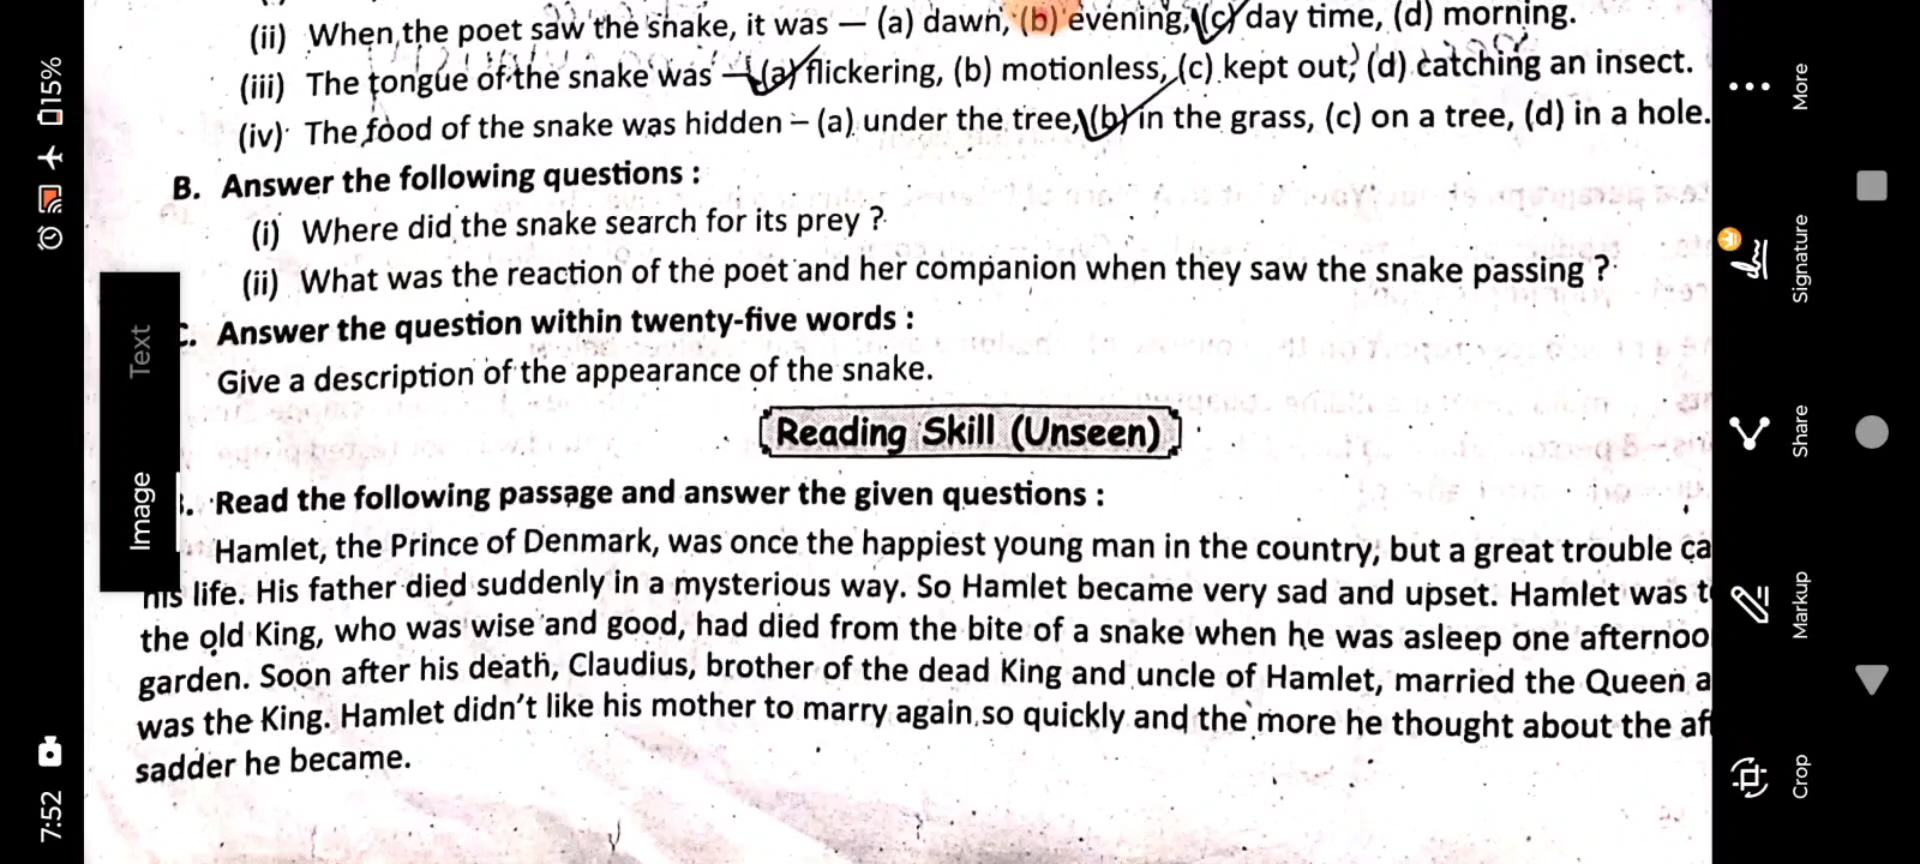 (ii) When the poet saw the snake, it was — (a) dawn, (b) evening, (c) day time, (d) morning.
(iii) The tongue of the snake was — (a) flickering, (b) motionless, (c) kept out, (d) catching an insect.
(iv) The food of the snake was hidden – (a) under the tree, (b) in the grass, (c) on a tree, (d) in a hole.
B. Answer the following questions :
(i) Where did the snake search for its prey ?
(ii) What was the reaction of the poet and her companion when they saw the snake passing ?
C. Answer the question within twenty-five words :
Give a description of the appearance of the snake.
Reading Skill (Unseen)
Read the following passage and answer the given questions :
Hamlet, the Prince of Denmark, was once the happiest young man in the country, but a great trouble ca
his life. His father died suddenly in a mysterious way. So Hamlet became very sad and upset. Hamlet was t
the old King, who was wise and good, had died from the bite of a snake when he was asleep one afternoo
garden. Soon after his death, Claudius, brother of the dead King and uncle of Hamlet, married the Queen a
was the King. Hamlet didn't like his mother to marry again so quickly and the more he thought about the af
sadder he became.
Text
Image
15%
7:52
More
Signature
Share
Markup
Crop